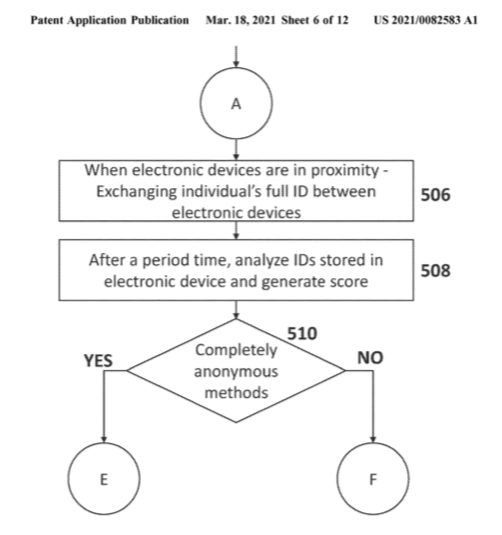 Patent Application Publication Mar. 18, 2021 Sheet 6 of 12 US 2021/0082583 A1
A
When electronic devices are in proximity -
Exchanging individual's full ID between
electronic devices
506
After a period time, analyze IDs stored in
electronic device and generate score
508
510
Completely
anonymous
methods
YES
NO
E
F